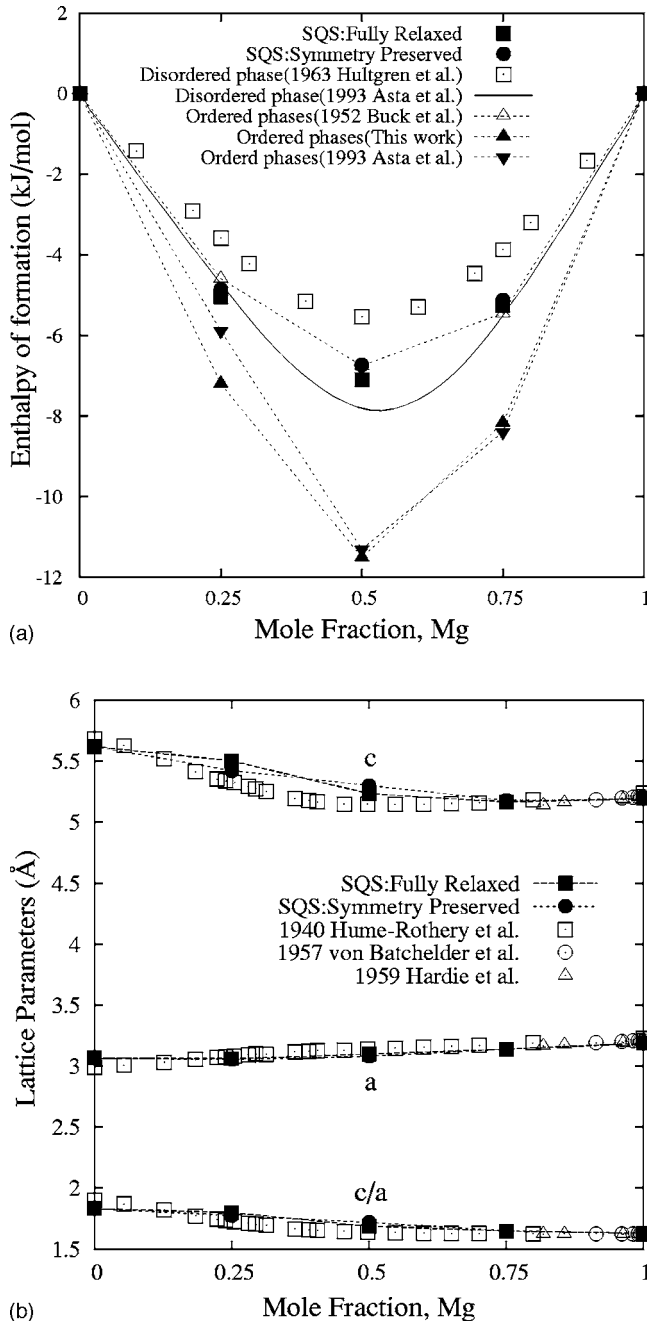 SQS:Fully Relaxed
SQS:Symmetry Preserved
Disordered phase(1963 Hultgren et al.)
Disordered phase(1993 Asta et al.)
Ordered phases(1952 Buck et al.)
Ordered phases(This work)
Orderd phases(1993 Asta et al.)
Enthalpy of formation (kJ/mol)
2
0
-2
-4
-6
-8
-10
-12
0
0.25
0.5
0.75
1
Mole Fraction, Mg
(a)
c
SQS:Fully Relaxed
SQS:Symmetry Preserved
1940 Hume-Rothery et al.
1957 von Batchelder et al.
1959 Hardie et al.
a
c/a
Lattice Parameters (Å)
6
5.5
5
4.5
4
3.5
3
2.5
2
1.5
0
0.25
0.5
0.75
1
Mole Fraction, Mg
(b)